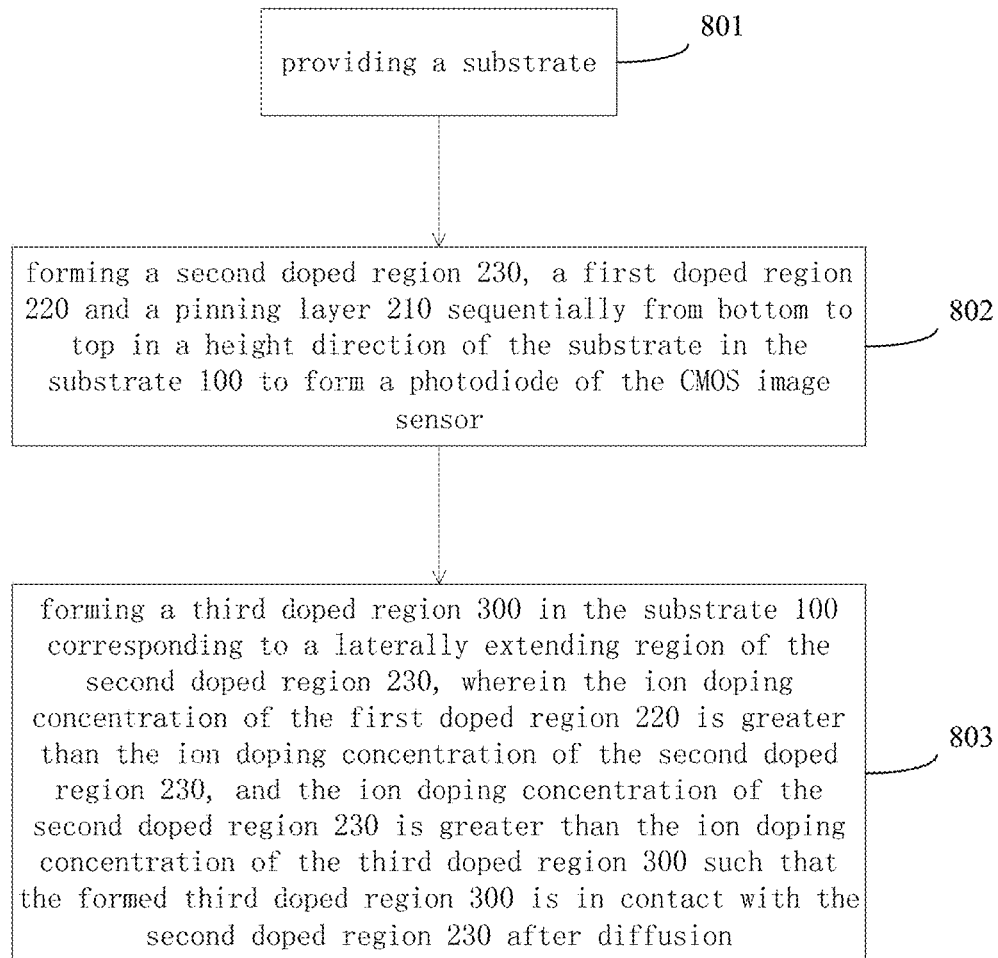 801
providing a substrate
forming a second doped region 230, a first doped region
220 and a pinning layer 210 sequentially from bottom to
top in a height direction of the substrate in the
substrate 100 to form a photodiode of the CMOS image
sensor
802
forming a third doped region 300 in the substrate 100
corresponding to a laterally extending region of the
second doped region 230, wherein the ion doping
concentration of the first doped region 220 is greater
than the ion doping concentration of the second doped
region 230, and the ion doping concentration of the
second doped region 230 is greater than the ion doping
concentration of the third doped region 300 such that
the formed third doped region 300 is in contact with the
second doped region 230 after diffusion
803